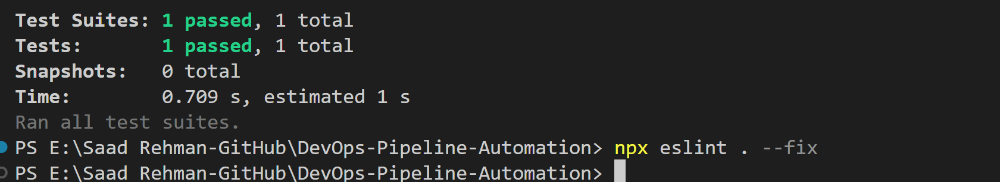 Test Suites: 1 passed, 1 total
Tests:       1 passed, 1 total
Snapshots:   0 total
Time:        0.709 s, estimated 1 s
Ran all test suites.
PS E:\Saad Rehman-GitHub\DevOps-Pipeline-Automation> npx eslint . --fix
PS E:\Saad Rehman-GitHub\DevOps-Pipeline-Automation>